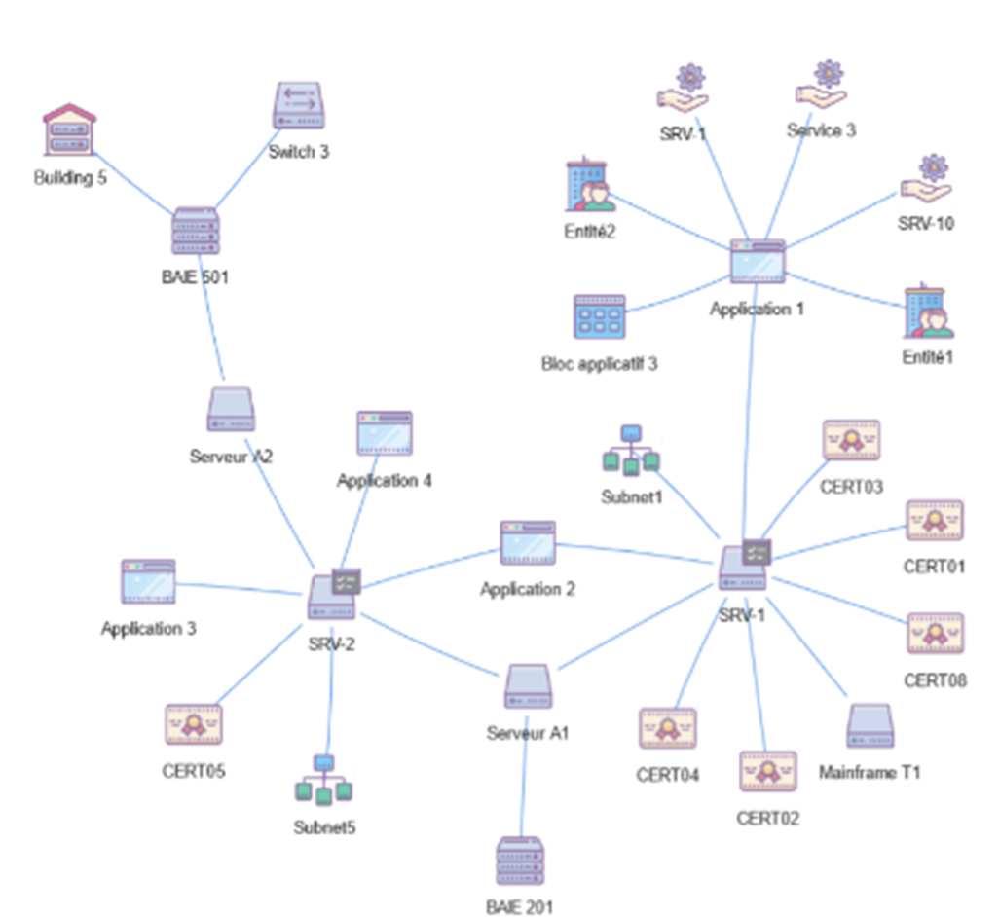 SRV-1
Service 3
Switch 3
Building 5
SRV-10
Entité2
BAIE 501
Application 1
Entité1
Bloc applicatif 3
Serveur A2
Application 4
CERT03
Subnet1
CERT01
Application 2
SRV-1
Application 3
SRV-2
CERT08
Serveur A1
CERT05
Mainframe T1
CERT04
CERT02
Subnet5
BAIE 201